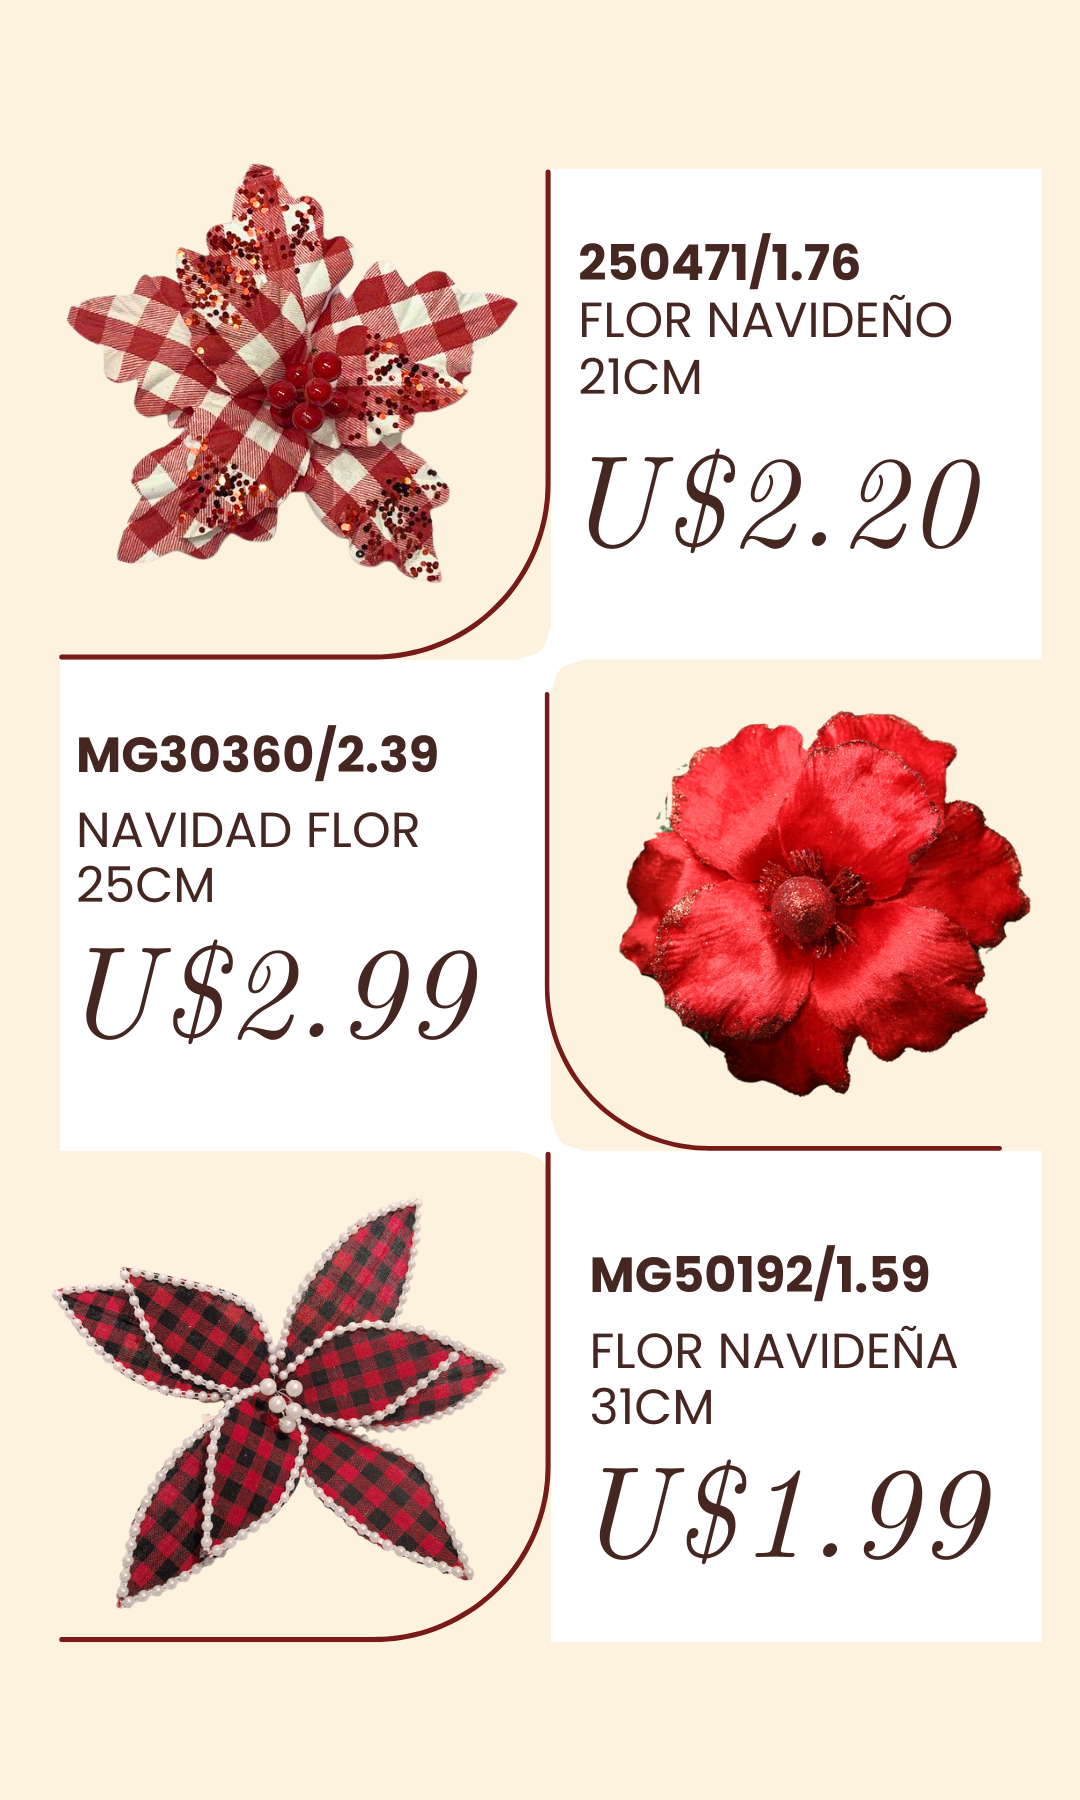 250471/1.76
FLOR NAVIDEÑO
21CM
U$2.20
MG30360/2.39
NAVIDAD FLOR
25CM
U$2.99
MG50192/1.59
FLOR NAVIDEÑA
31CM
U$1.99